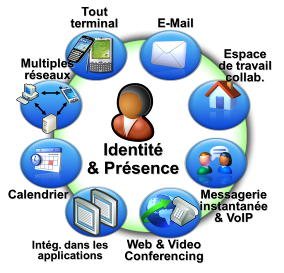 Tout
terminal
E-Mail
Espace
de travail
collab.
Multiples
réseaux
Identité
& Présence
Calendrier
Messagerie
instantanée
& VoIP
Intég. dans les
applications
Web & Video
Conferencing